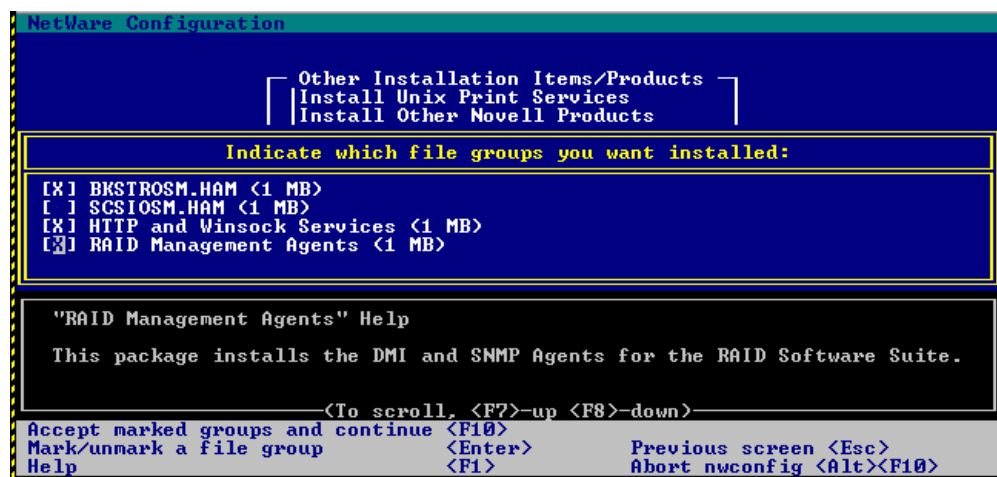 NetWare Configuration
Other Installation Items/Products
Install Unix Print Services
Install Other Novell Products
Indicate which file groups you want installed:
[X] BKSTROSM.HAM <1 MB>
[ ] SCSIOSM.HAM <1 MB>
[X] HTTP and Winsock Services <1 MB>
[X] RAID Management Agents <1 MB>
"RAID Management Agents" Help
This package installs the DMI and SNMP Agents for the RAID Software Suite.
<To scroll, <F7>-up <F8>-down>
Accept marked groups and continue <F10>
Mark/unmark a file group <Enter> Previous screen <Esc>
Help <F1> Abort nwconfig <Alt><F10>